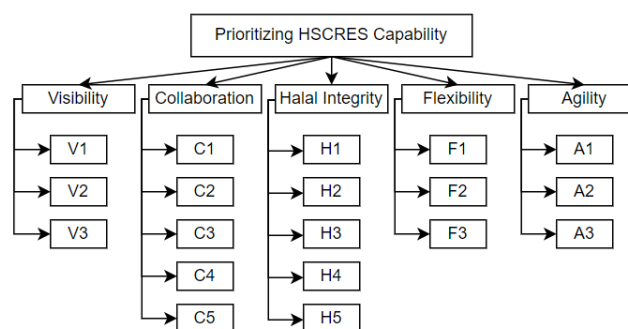 Prioritizing HSCRES Capability
Visibility
Collaboration
Halal Integrity
Flexibility
Agility
V1
C1
H1
F1
A1
V2
C2
H2
F2
A2
V3
C3
H3
F3
A3
C4
H4
C5
H5